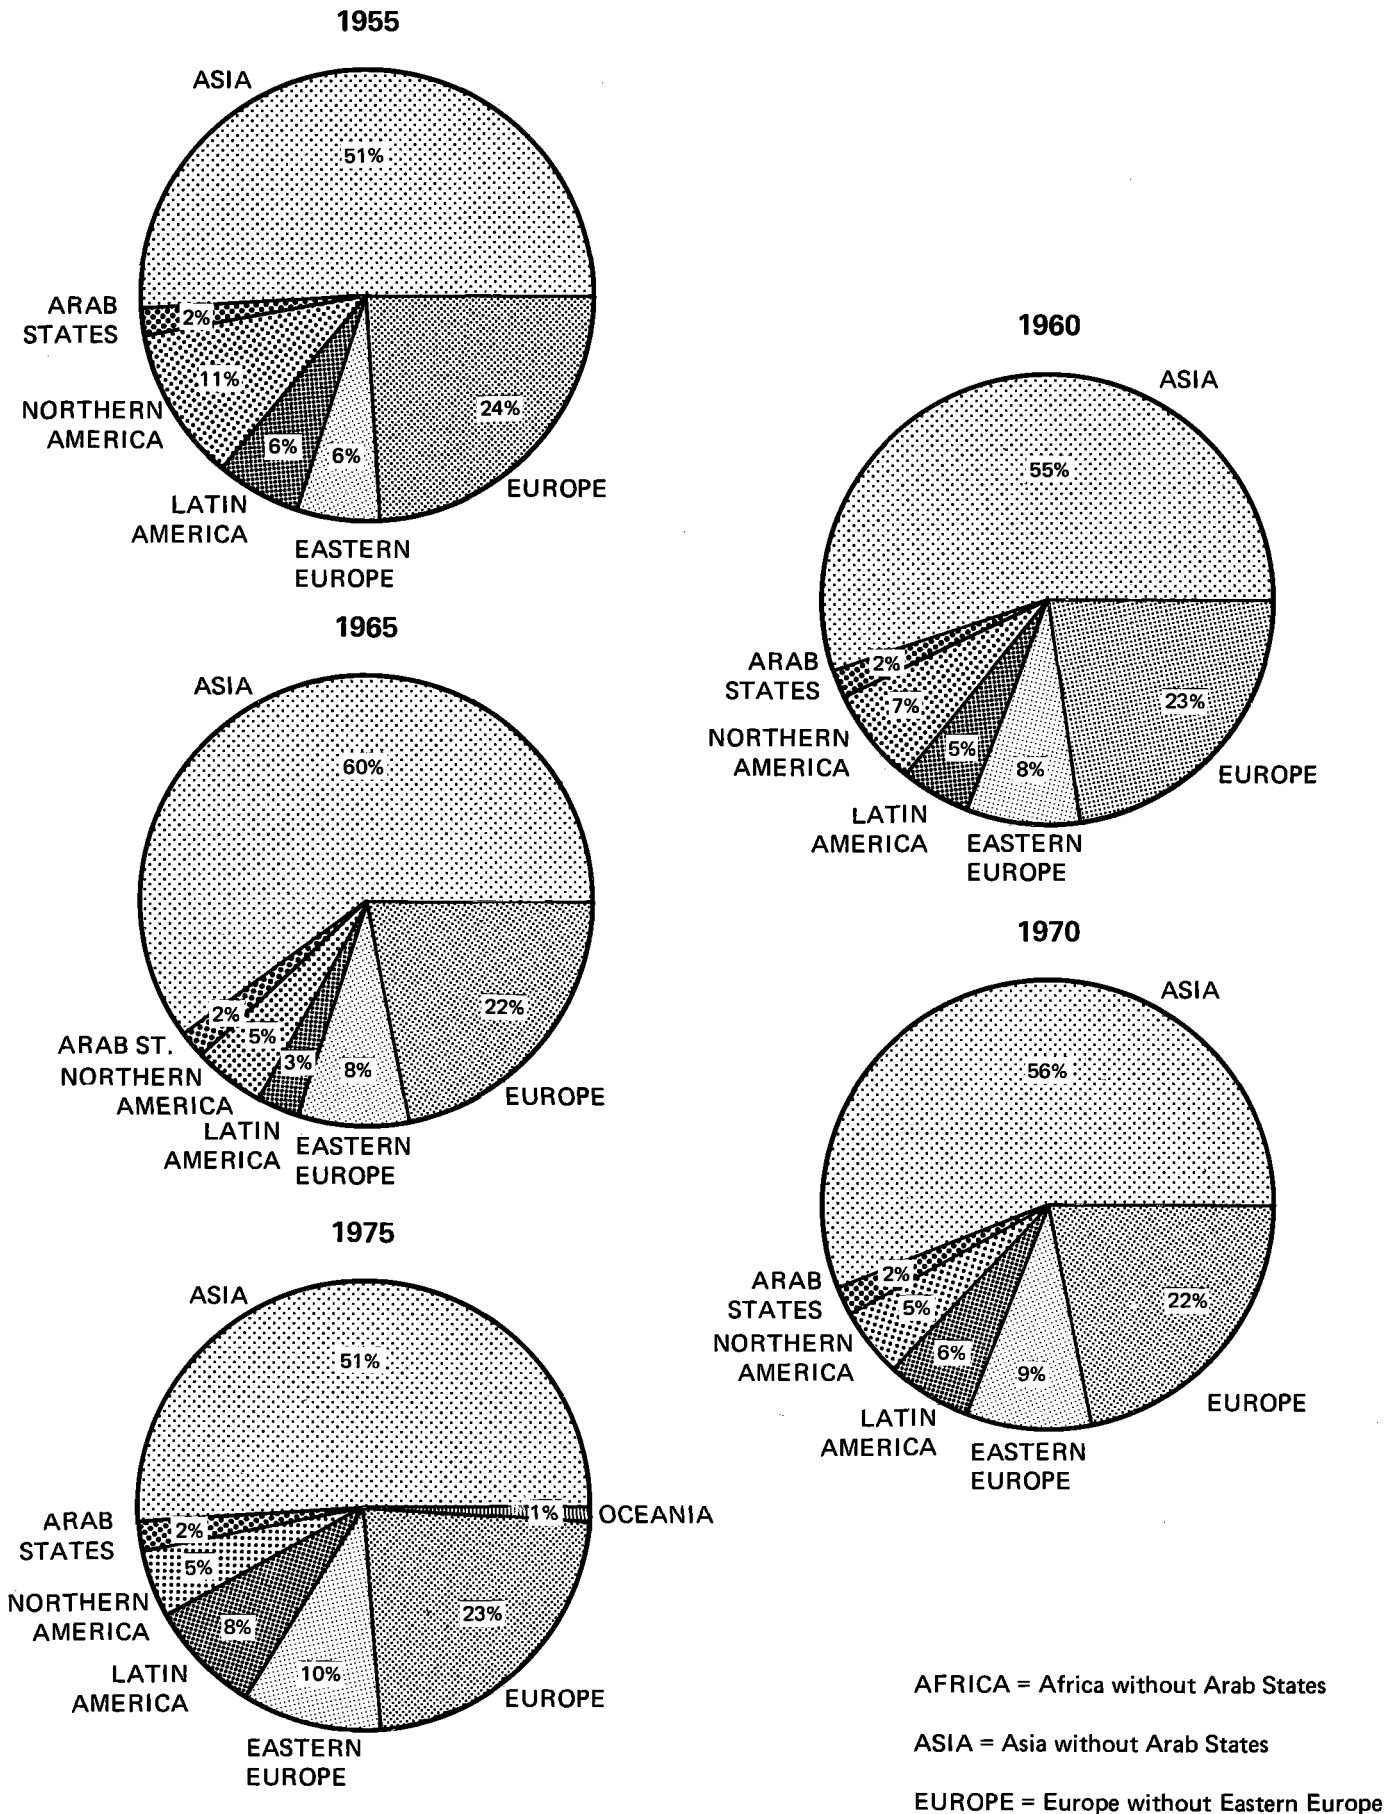 1955
ASIA
51%
ARAB
STATES
2%
11%
NORTHERN
AMERICA
6%
6%
24%
LATIN
AMERICA
EASTERN
EUROPE
EUROPE
1960
ASIA
55%
ARAB
STATES
2%
7%
NORTHERN
AMERICA
5%
8%
23%
LATIN
AMERICA
EASTERN
EUROPE
EUROPE
1965
ASIA
60%
2%
5%
3%
8%
22%
ARAB ST.
NORTHERN
AMERICA
LATIN
AMERICA
EASTERN
EUROPE
EUROPE
1970
ASIA
56%
ARAB
STATES
2%
5%
NORTHERN
AMERICA
6%
9%
22%
LATIN
AMERICA
EASTERN
EUROPE
EUROPE
1975
ASIA
51%
1%
OCEANIA
ARAB
STATES
2%
5%
NORTHERN
AMERICA
8%
10%
23%
LATIN
AMERICA
EASTERN
EUROPE
EUROPE
AFRICA = Africa without Arab States
ASIA = Asia without Arab States
EUROPE = Europe without Eastern Europe